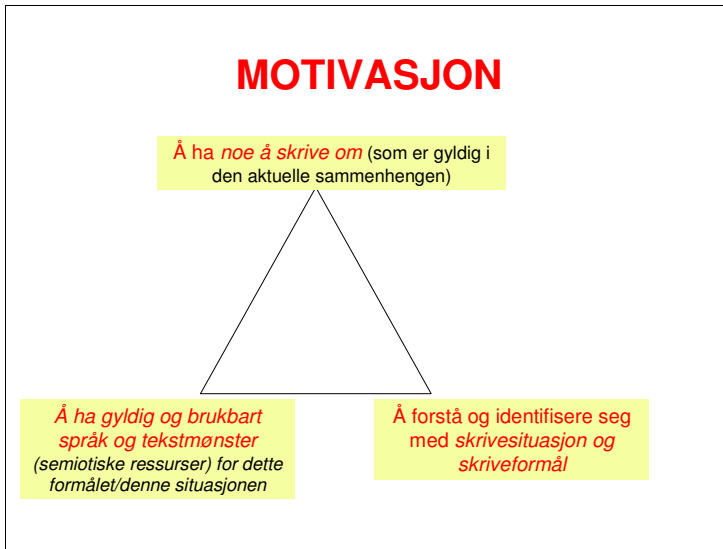 MOTIVASJON
Å ha noe å skrive om (som er gyldig i
den aktuelle sammenhengen)
Å ha gyldig og brukbart
språk og tekstmønster
(semiotiske ressurser) for dette
formålet/denne situasjonen
Å forstå og identifisere seg
med skrivesituasjon og
skriveformål